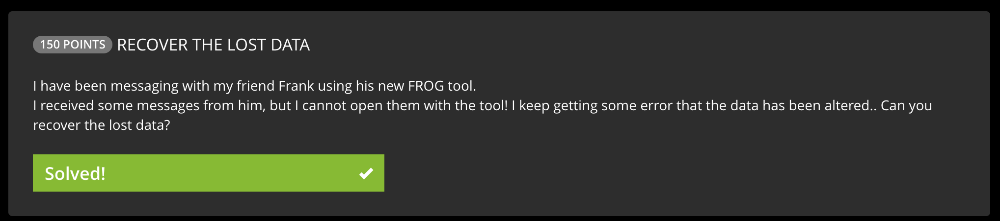 150 POINTS RECOVER THE LOST DATA
I have been messaging with my friend Frank using his new FROG tool.
I received some messages from him, but I cannot open them with the tool! I keep getting some error that the data has been altered.. Can you
recover the lost data?
Solved!